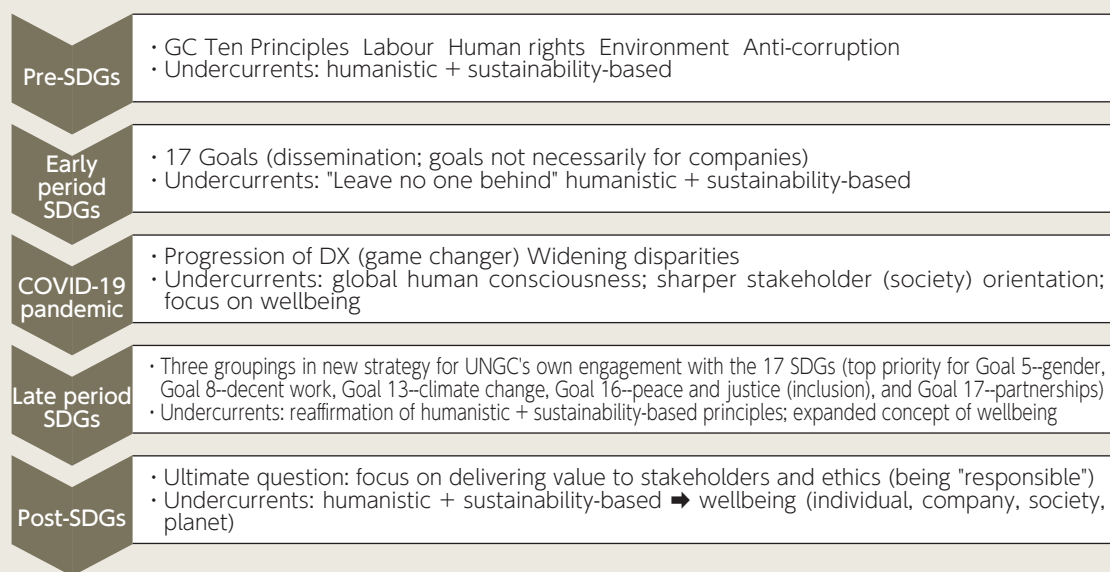 Pre-SDGs
· GC Ten Principles Labour Human rights Environment Anti-corruption
· Undercurrents: humanistic + sustainability-based
Early
period
SDGs
· 17 Goals (dissemination; goals not necessarily for companies)
· Undercurrents: "Leave no one behind" humanistic + sustainability-based
COVID-19
pandemic
· Progression of DX (game changer) Widening disparities
· Undercurrents: global human consciousness; sharper stakeholder (society) orientation;
focus on wellbeing
Late period
SDGs
· Three groupings in new strategy for UNGC's own engagement with the 17 SDGs (top priority for Goal 5--gender,
Goal 8--decent work, Goal 13--climate change, Goal 16--peace and justice (inclusion), and Goal 17--partnerships)
· Undercurrents: reaffirmation of humanistic + sustainability-based principles; expanded concept of wellbeing
Post-SDGs
· Ultimate question: focus on delivering value to stakeholders and ethics (being "responsible")
· Undercurrents: humanistic + sustainability-based ➡ wellbeing (individual, company, society,
planet)